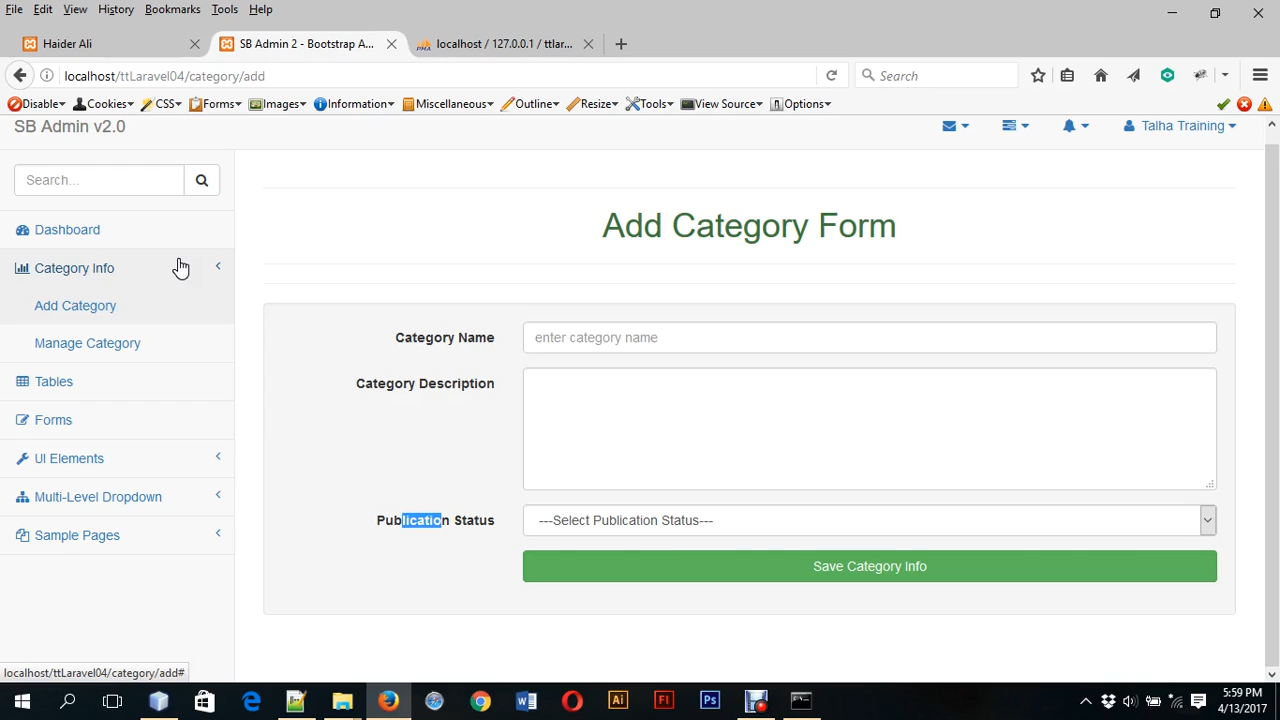 File Edit View History Bookmarks Tools Help
Haider Ali
SB Admin 2 - Bootstrap A...
localhost / 127.0.0.1 / ttlar...
localhost/ttLaravel04/category/add
Search
Disable Cookies CSS Forms Images Information Miscellaneous Outline Resize Tools View Source Options
SB Admin v2.0
Talha Training
Search...
Dashboard
Category Info
Add Category
Manage Category
Tables
Forms
UI Elements
Multi-Level Dropdown
Sample Pages
Add Category Form
Category Name
enter category name
Category Description
Publication Status
---Select Publication Status---
Save Category Info
localhost/ttLaravel04/category/add#
5:59 PM
4/13/2017